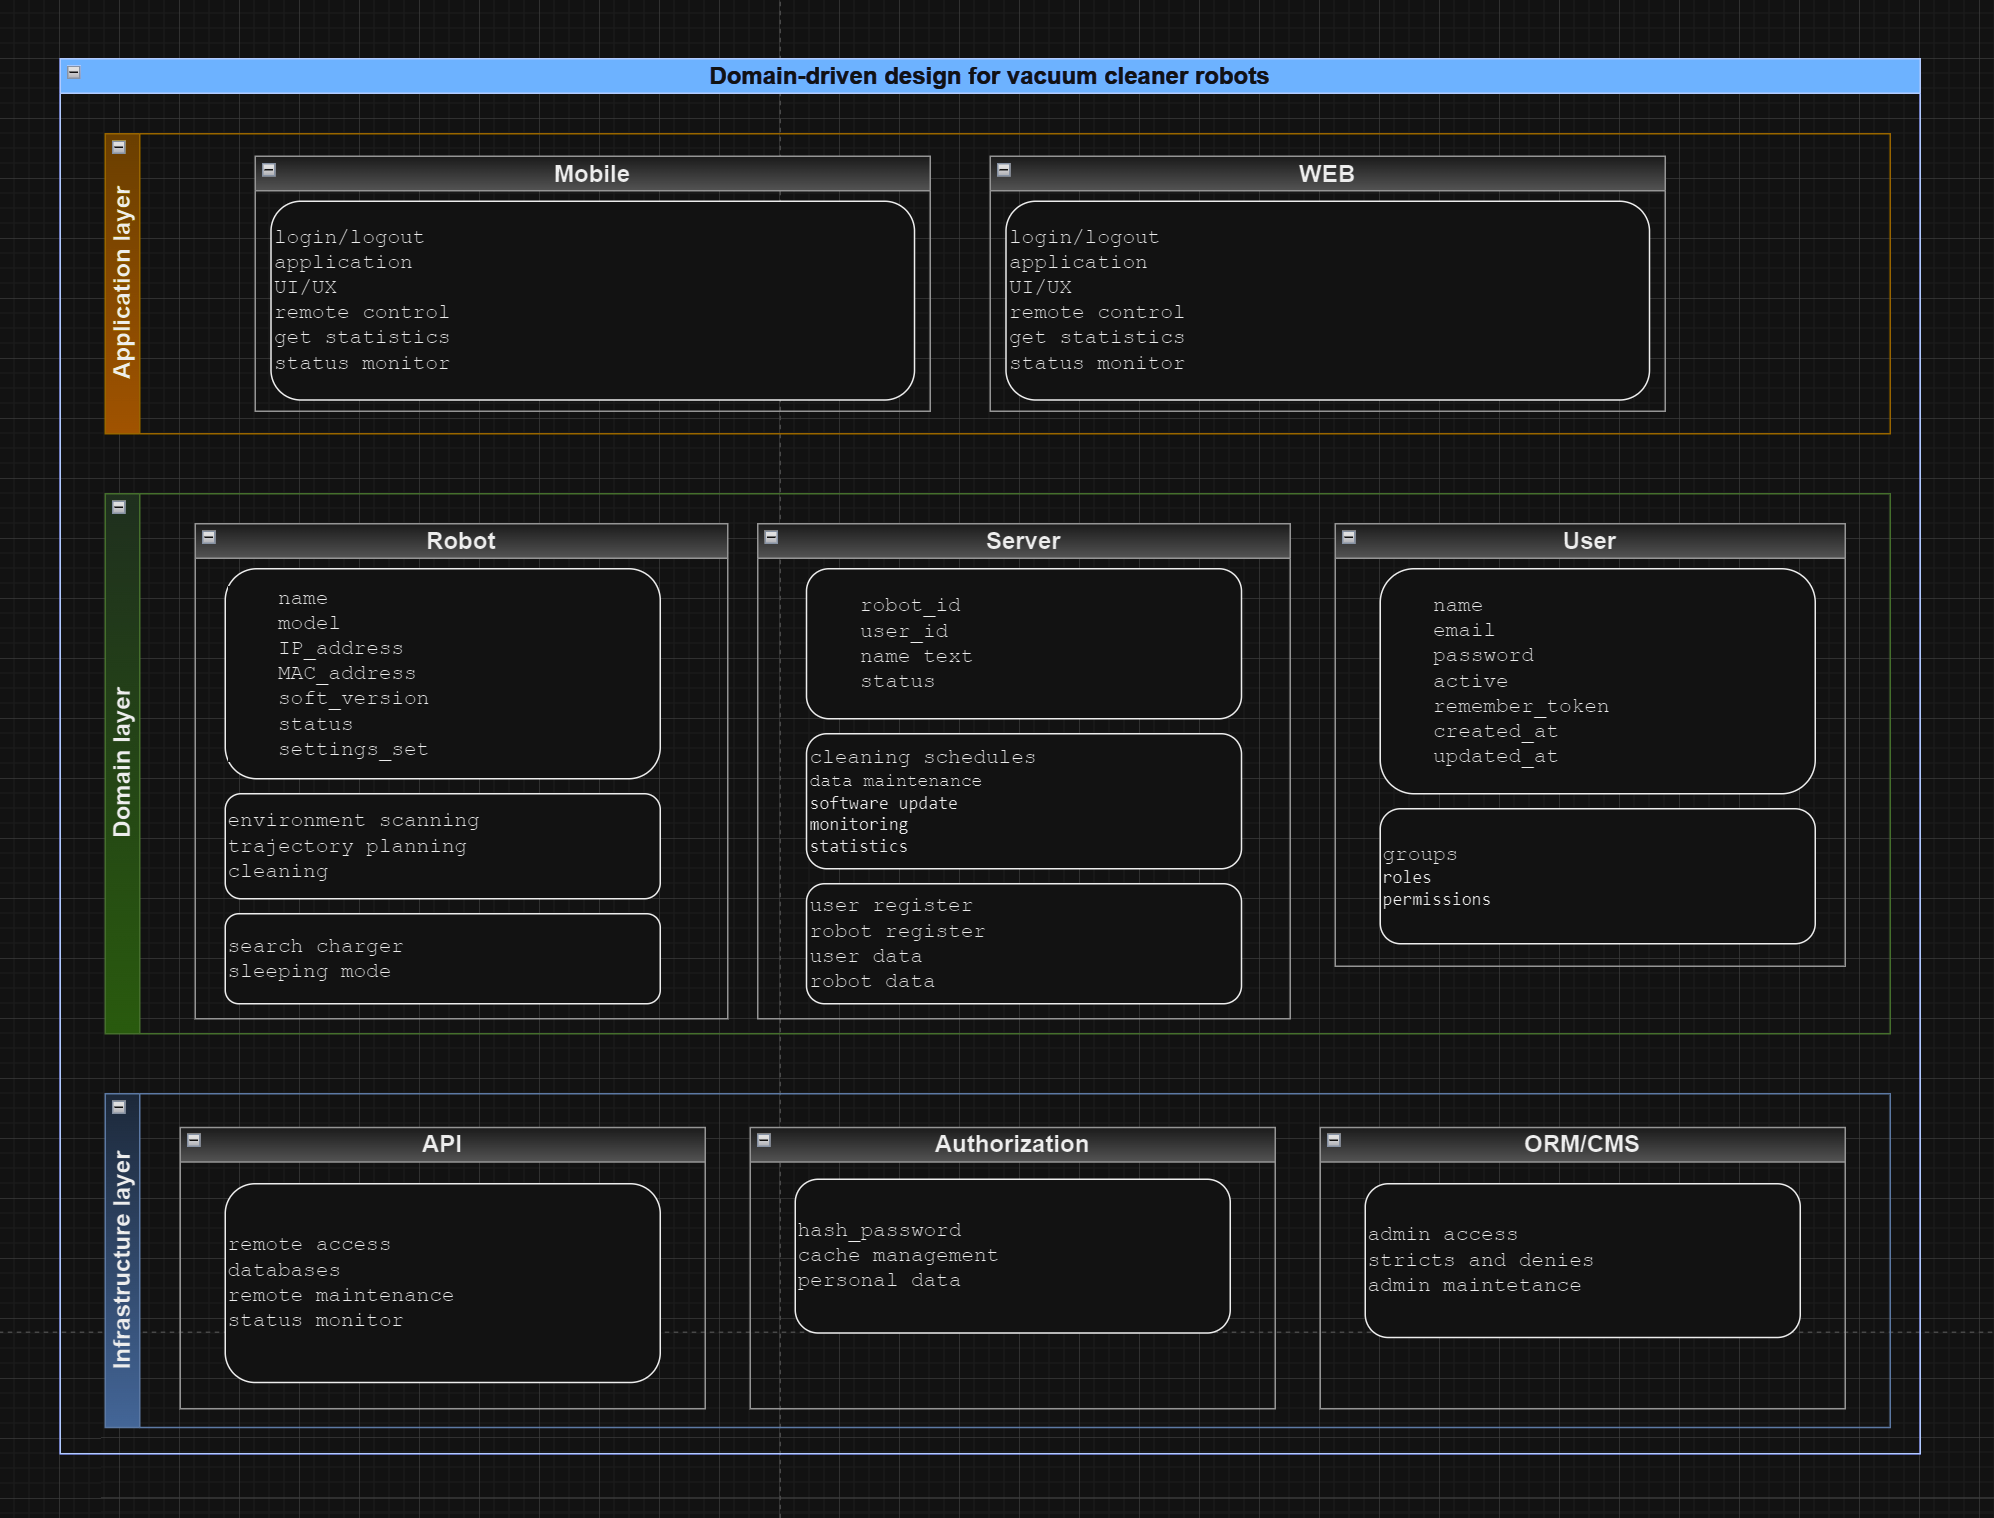 Domain-driven design for vacuum cleaner robots
Application layer
Mobile
login/logout
application
UI/UX
remote control
get statistics
status monitor
WEB
login/logout
application
UI/UX
remote control
get statistics
status monitor
Domain layer
Robot
name
model
IP_address
MAC_address
soft_version
status
settings_set
environment scanning
trajectory planning
cleaning
search charger
sleeping mode
Server
robot_id
user_id
name text
status
cleaning schedules
data maintenance
software update
monitoring
statistics
user register
robot register
user data
robot data
User
name
email
password
active
remember_token
created_at
updated_at
groups
roles
permissions
Infrastructure layer
API
remote access
databases
remote maintenance
status monitor
Authorization
hash_password
cache management
personal data
ORM/CMS
admin access
stricts and denies
admin maintetance